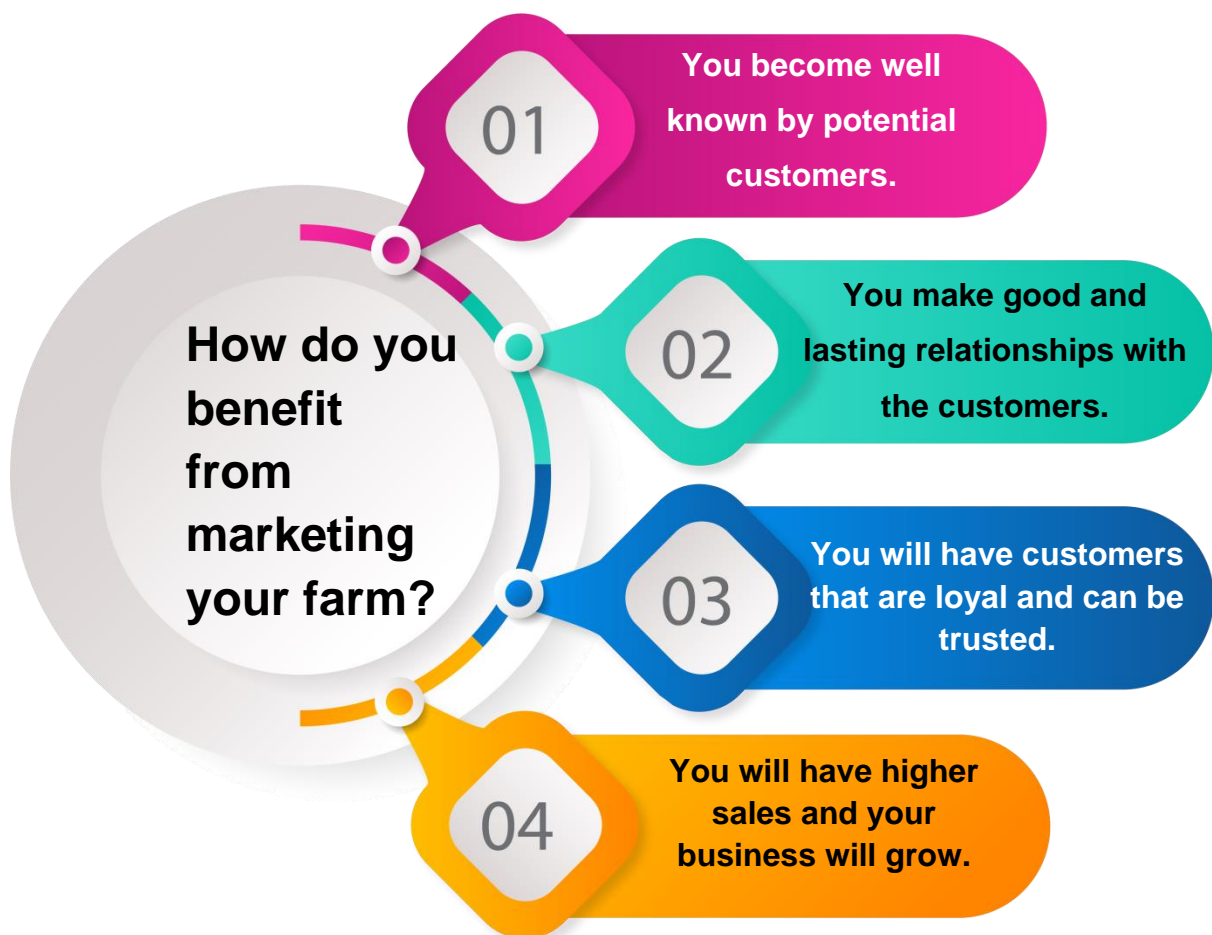 How do you
benefit
from
marketing
your farm?
01
You become well
known by potential
customers.
02
You make good and
lasting relationships with
the customers.
03
You will have customers
that are loyal and can be
trusted.
04
You will have higher
sales and your
business will grow.